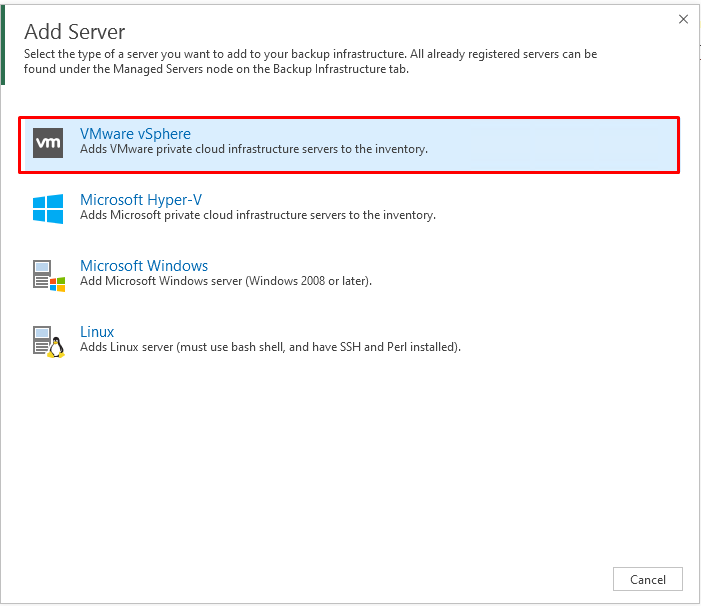 Add Server
Select the type of a server you want to add to your backup infrastructure. All already registered servers can be
found under the Managed Servers node on the Backup Infrastructure tab.
vm
VMware vSphere
Adds VMware private cloud infrastructure servers to the inventory.
Microsoft Hyper-V
Adds Microsoft private cloud infrastructure servers to the inventory.
Microsoft Windows
Add Microsoft Windows server (Windows 2008 or later).
Linux
Adds Linux server (must use bash shell, and have SSH and Perl installed).
Cancel